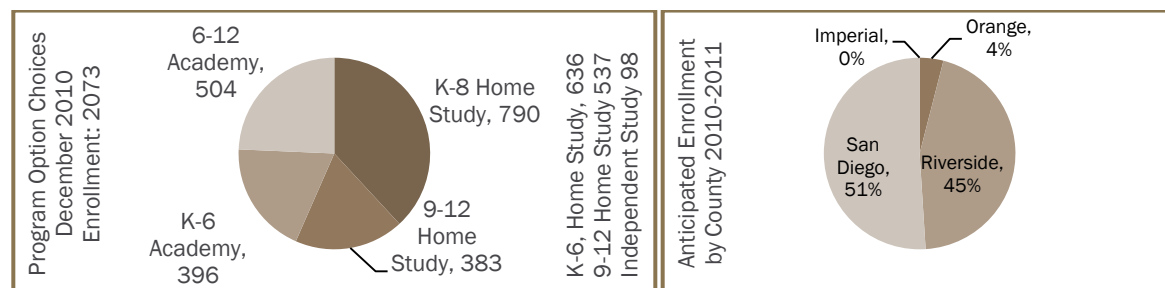 Program Option Choices
December 2010
Enrollment: 2073
6-12
Academy,
504
K-8 Home
Study, 790
K-6
Academy,
396
9-12
Home
Study, 383
K-6, Home Study, 636
9-12 Home Study 537
Independent Study 98
Anticipated Enrollment
by County 2010-2011
Imperial,
0%
Orange,
4%
San
Diego,
51%
Riverside,
45%